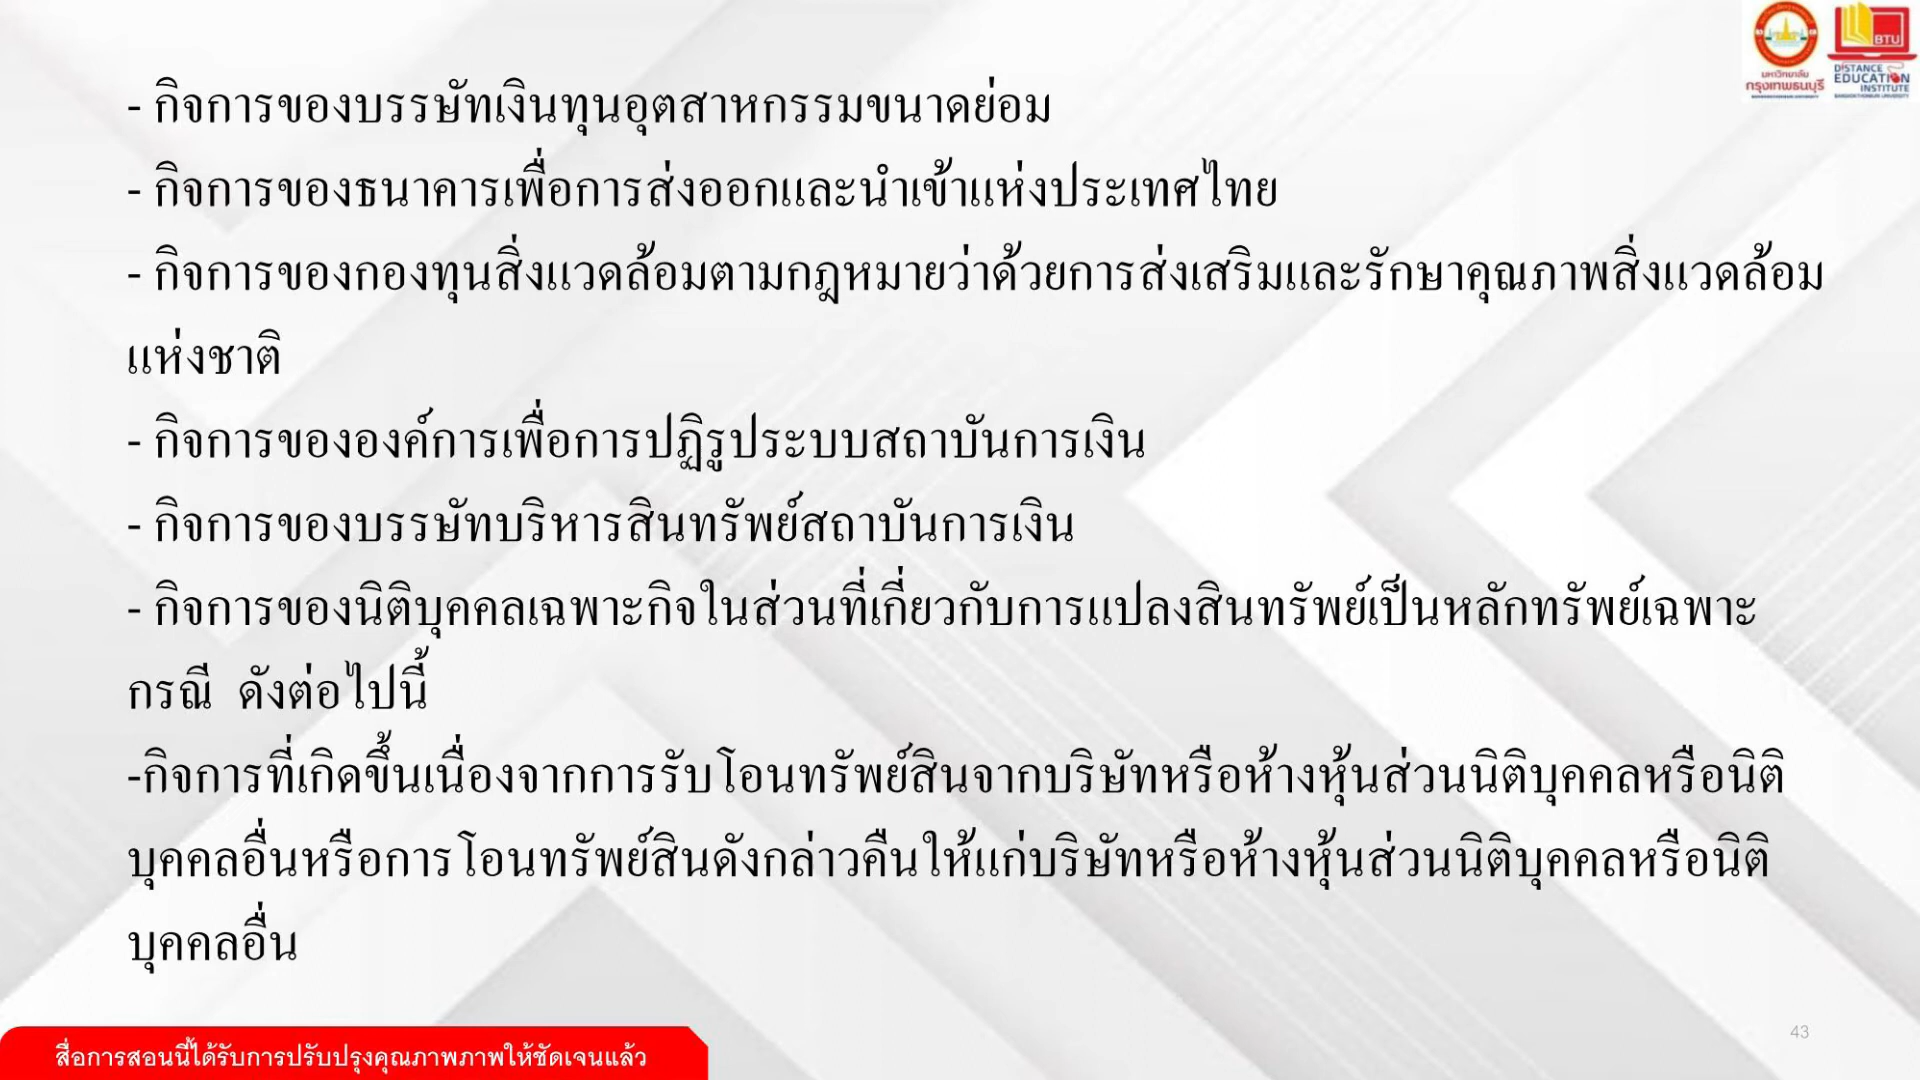 มหาวิทยาลัย
กรุงเทพธนบุรี
BTU
DISTANCE
EDUCATION
INSTITUTE
- กิจการของบรรษัทเงินทุนอุตสาหกรรมขนาดย่อม
- กิจการของธนาคารเพื่อการส่งออกและนำเข้าแห่งประเทศไทย
- กิจการของกองทุนสิ่งแวดล้อมตามกฎหมายว่าด้วยการส่งเสริมและรักษาคุณภาพสิ่งแวดล้อม
แห่งชาติ
- กิจการขององค์การเพื่อการปฏิรูประบบสถาบันการเงิน
- กิจการของบรรษัทบริหารสินทรัพย์สถาบันการเงิน
- กิจการของนิติบุคคลเฉพาะกิจในส่วนที่เกี่ยวกับการแปลงสินทรัพย์เป็นหลักทรัพย์เฉพาะ
กรณี ดังต่อไปนี้
-กิจการที่เกิดขึ้นเนื่องจากการรับโอนทรัพย์สินจากบริษัทหรือห้างหุ้นส่วนนิติบุคคลหรือนิติ
บุคคลอื่นหรือการโอนทรัพย์สินดังกล่าวคืนให้แก่บริษัทหรือห้างหุ้นส่วนนิติบุคคลหรือนิติ
บุคคลอื่น
43
สื่อการสอนนี้ได้รับการปรับปรุงคุณภาพภาพให้ชัดเจนแล้ว